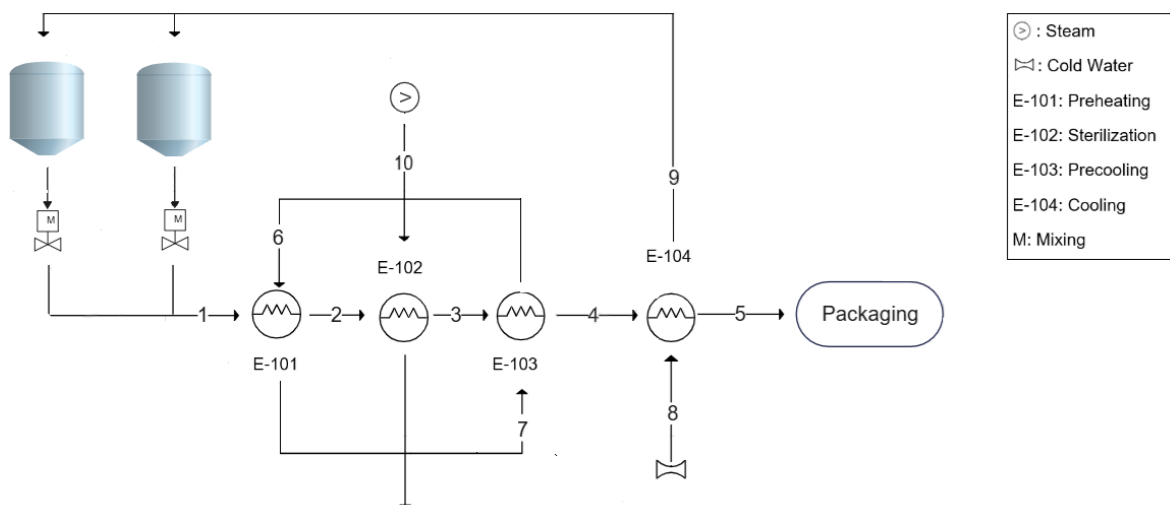 9
10
6
E-102
E-104
M
M
1
2
3
4
5
Packaging
E-101
E-103
7
8
: Steam
: Cold Water
E-101: Preheating
E-102: Sterilization
E-103: Precooling
E-104: Cooling
M: Mixing